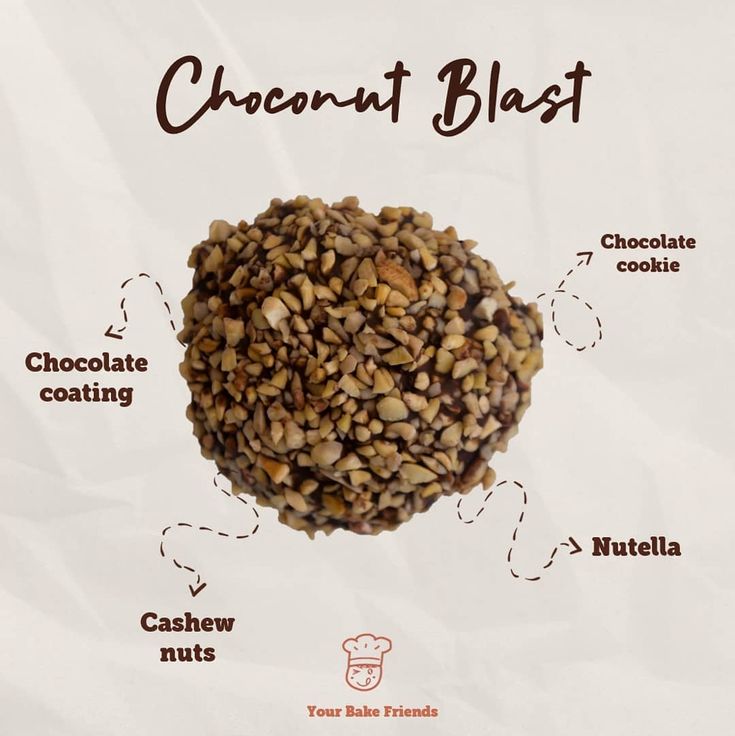 Choconut Blast
Chocolate
cookie
Chocolate
coating
Nutella
Cashew
nuts
Your Bake Friends